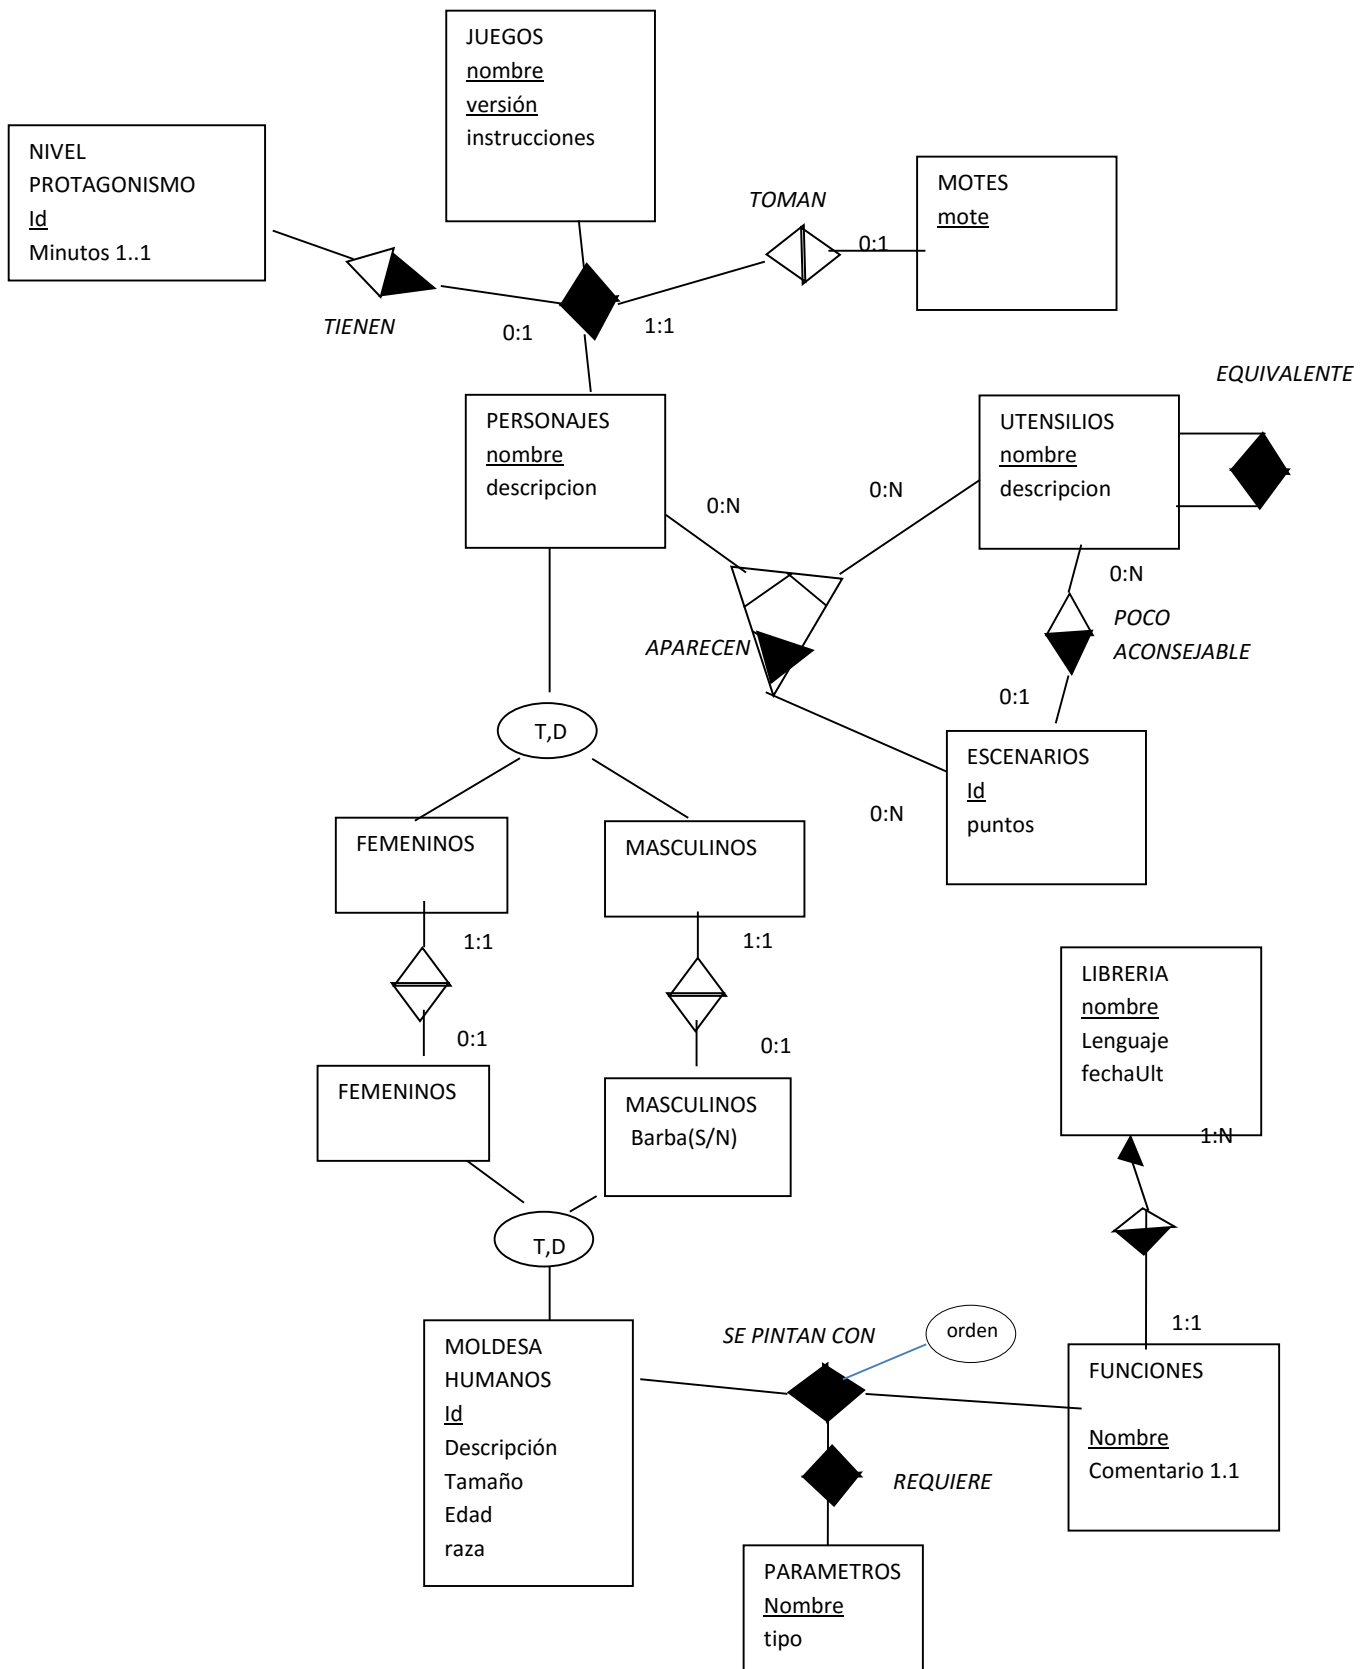 JUEGOS
nombre
versión
instrucciones
NIVEL
PROTAGONISMO
Id
Minutos 1..1
MOTES
mote
TOMAN
0:1
TIENEN
0:1
1:1
EQUIVALENTE
PERSONAJES
nombre
descripcion
UTENSILIOS
nombre
descripcion
0:N
0:N
0:N
POCO
ACONSEJABLE
APARECEN
0:1
T,D
ESCENARIOS
Id
puntos
0:N
FEMENINOS
MASCULINOS
1:1
1:1
0:1
0:1
LIBRERIA
nombre
Lenguaje
fechaUlt
1:N
FEMENINOS
MASCULINOS
Barba(S/N)
T,D
1:1
SE PINTAN CON
orden
MOLDESA
HUMANOS
Id
Descripción
Tamaño
Edad
raza
FUNCIONES
Nombre
Comentario 1.1
REQUIERE
PARAMETROS
Nombre
tipo